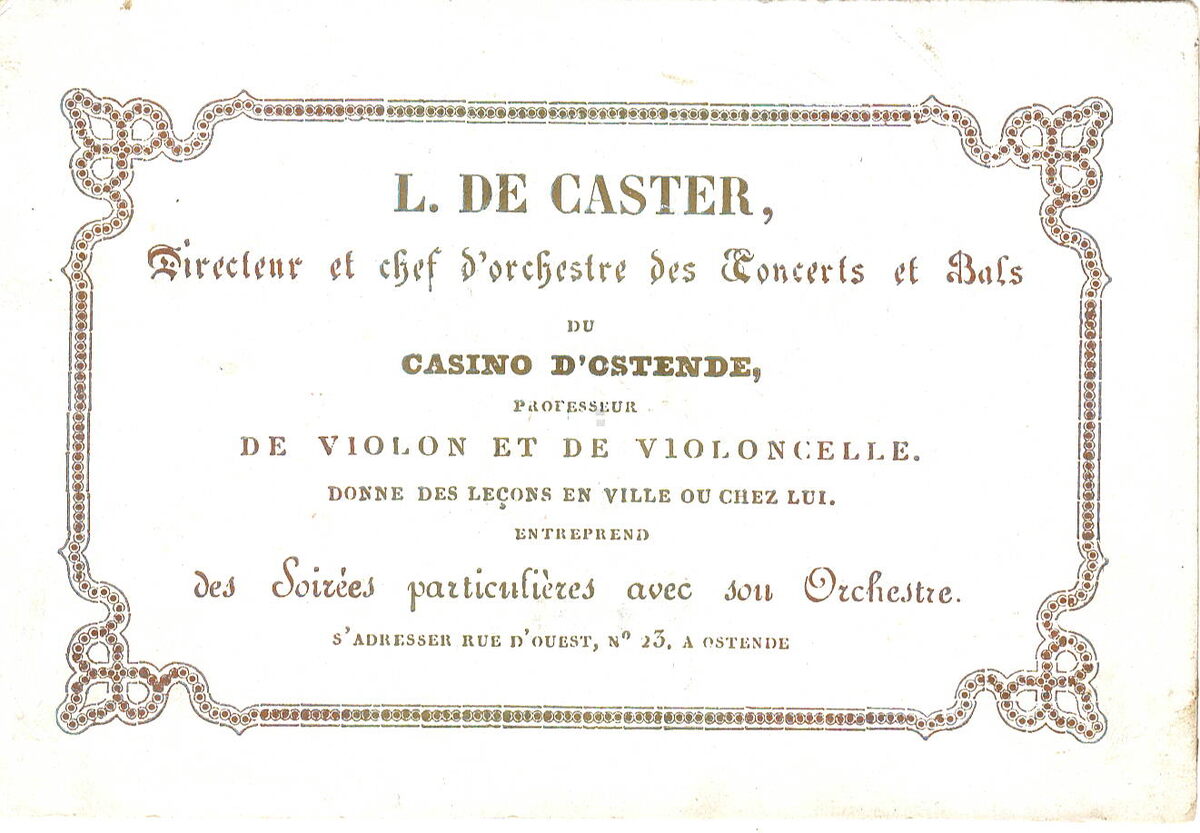 L. DE CASTER,
Directeur et chef d'orchestre des Concerts et Bals
DU
CASINO D'OSTENDE,
PROFESSEUR
DE VIOLON ET DE VIOLONCELLE.
DONNE DES LEÇONS EN VILLE OU CHEZ LUI.
ENTREPREND
des Soirées particulières avec son Orchestre.
S'ADRESSER RUE D'OUEST, Nº 23, A OSTENDE